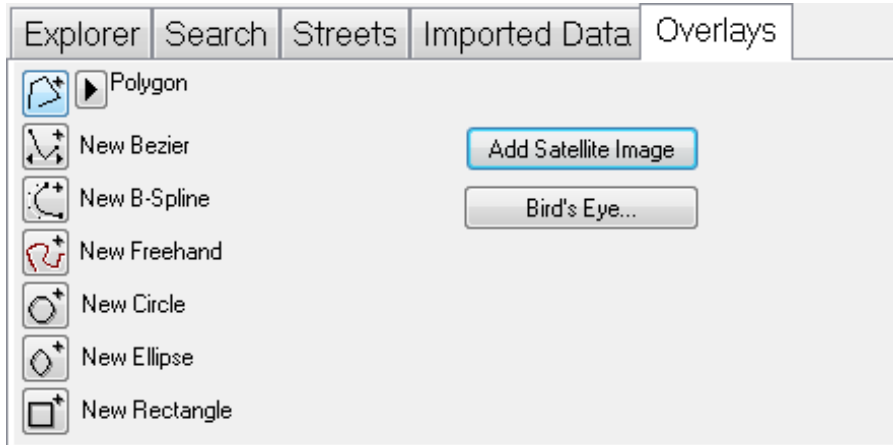 Explorer Search Streets Imported Data Overlays
Polygon
New Bezier
Add Satellite Image
New B-Spline
Bird's Eye...
New Freehand
New Circle
New Ellipse
New Rectangle